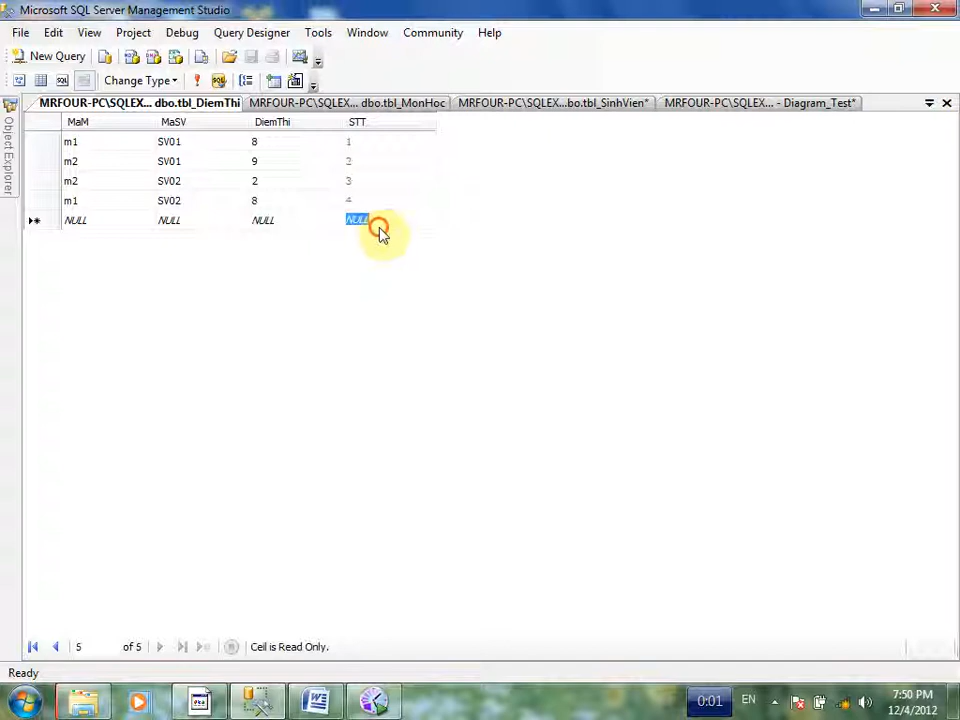 Microsoft SQL Server Management Studio
File Edit View Project Debug Query Designer Tools Window Community Help
New Query
Change Type
MRFOUR-PC\SQLEX... dbo.tbl_DiemThi MRFOUR-PC\SQLEX... dbo.tbl_MonHoc MRFOUR-PC\SQLEX...bo.tbl_SinhVien* MRFOUR-PC\SQLEX... - Diagram_Test*
Object Explorer
MaM MaSV DiemThi STT
m1 SV01 8 1
m2 SV01 9 2
m2 SV02 2 3
m1 SV02 8 4
NULL NULL NULL NULL
5 of 5 Cell is Read Only.
Ready
0:01 EN 7:50 PM
12/4/2012